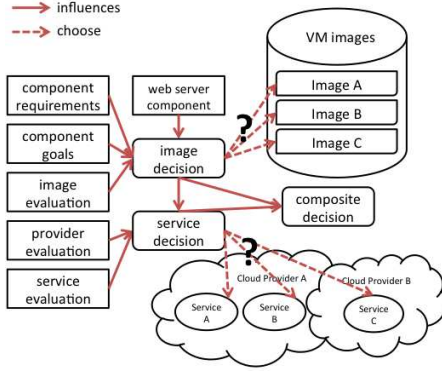 influences
choose
VM images
component
requirements
web server
component
Image A
Image B
Image C
component
goals
?
image
decision
image
evaluation
composite
decision
provider
evaluation
service
decision
?
service
evaluation
Cloud Provider A
Cloud Provider B
Service
A
Service
B
Service
C